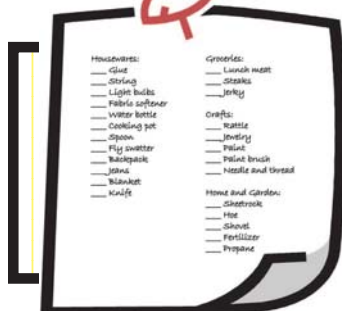 Housewares:
___ Glue
___ String
___ Light bulbs
___ Fabric softener
___ Water bottle
___ Cooking pot
___ Spoon
___ Fly swatter
___ Backpack
___ Jeans
___ Blanket
___ Knife
Groceries:
___ Lunch meat
___ Steaks
___ Jerky
Crafts:
___ Rattle
___ Jewelry
___ Paint
___ Paint brush
___ Needle and thread
Home and Garden:
___ Sheetrock
___ Hoe
___ Shovel
___ Fertilizer
___ Propane